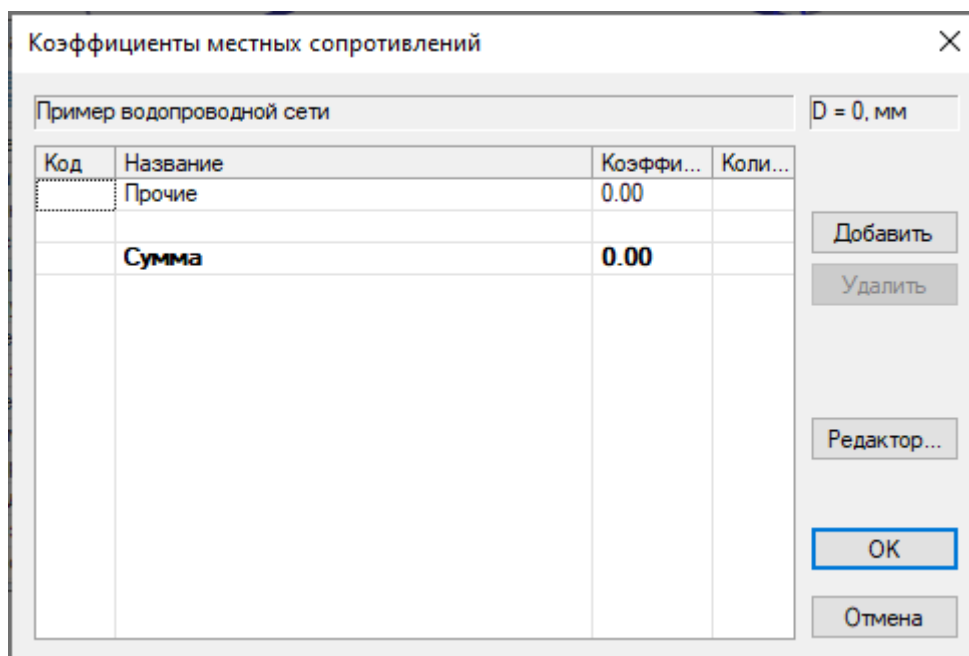 Коэффициенты местных сопротивлений
Пример водопроводной сети D = 0, мм
Код Название Коэффи... Коли...
Прочие 0.00
Добавить
Сумма 0.00
Удалить
Редактор...
OK
Отмена